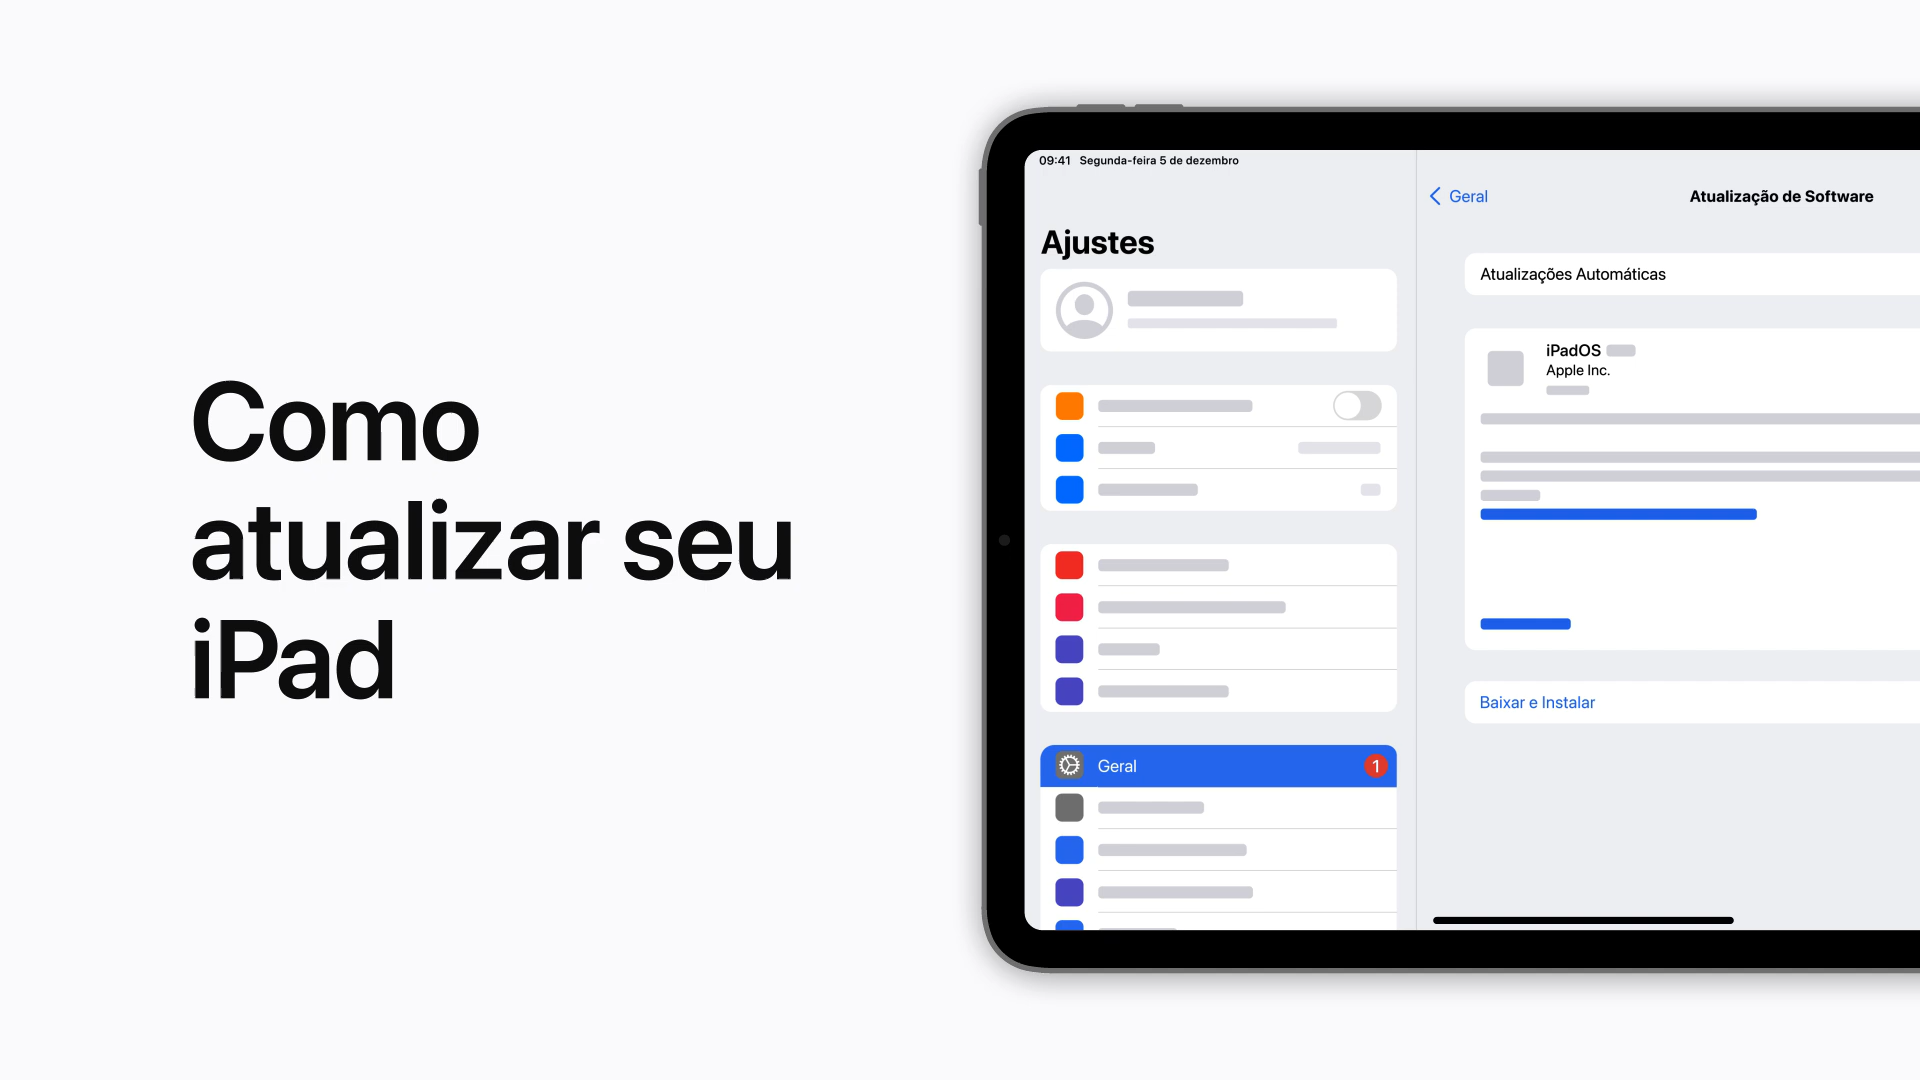 Como
atualizar seu
iPad
09:41 Segunda-feira 5 de dezembro
Ajustes
Geral
1
Geral
Atualização de Software
Atualizações Automáticas
iPadOS
Apple Inc.
Baixar e Instalar